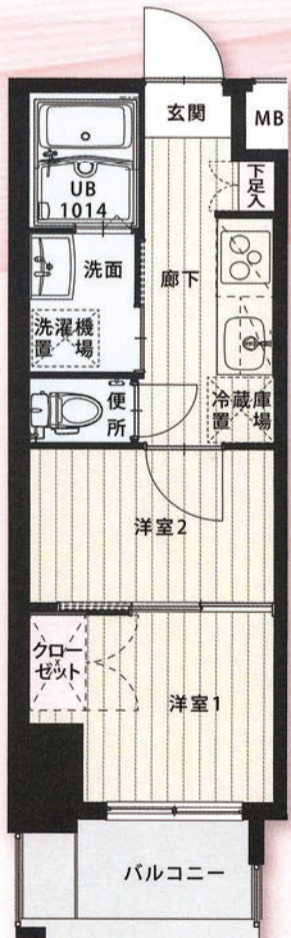 玄関
MB
下足入
UB
1014
洗面
廊下
洗濯機
置　場
便所
冷蔵庫
置　場
洋室2
クロー
ゼット
洋室1
バルコニー